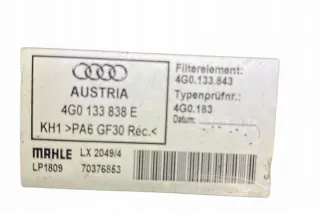 AUSTRIA
4G0 133 838 E
KH1 >PA6 GF30 Rec.<
Filterelement:
4G0.133.843
Typenprüfnr.:
4G0.183
Datum:
MAHLE LX 2049/4
LP1809 70376853